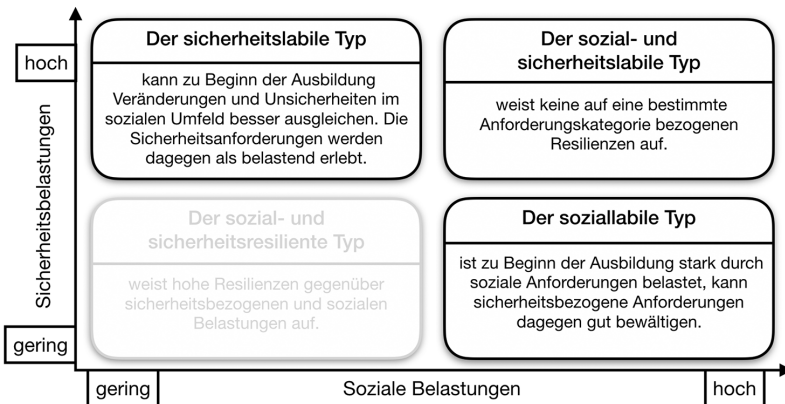 hoch
Sicherheitsbelastungen
gering
Der sicherheitslabile Typ
kann zu Beginn der Ausbildung
Veränderungen und Unsicherheiten im
sozialen Umfeld besser ausgleichen. Die
Sicherheitsanforderungen werden
dagegen als belastend erlebt.
Der sozial- und
sicherheitslabile Typ
weist keine auf eine bestimmte
Anforderungskategorie bezogenen
Resilienzen auf.
Der sozial- und
sicherheitsresiliente Typ
weist hohe Resilienzen gegenüber
sicherheitsbezogenen und sozialen
Belastungen auf.
Der soziallabile Typ
ist zu Beginn der Ausbildung stark durch
soziale Anforderungen belastet, kann
sicherheitsbezogene Anforderungen
dagegen gut bewältigen.
gering
Soziale Belastungen
hoch